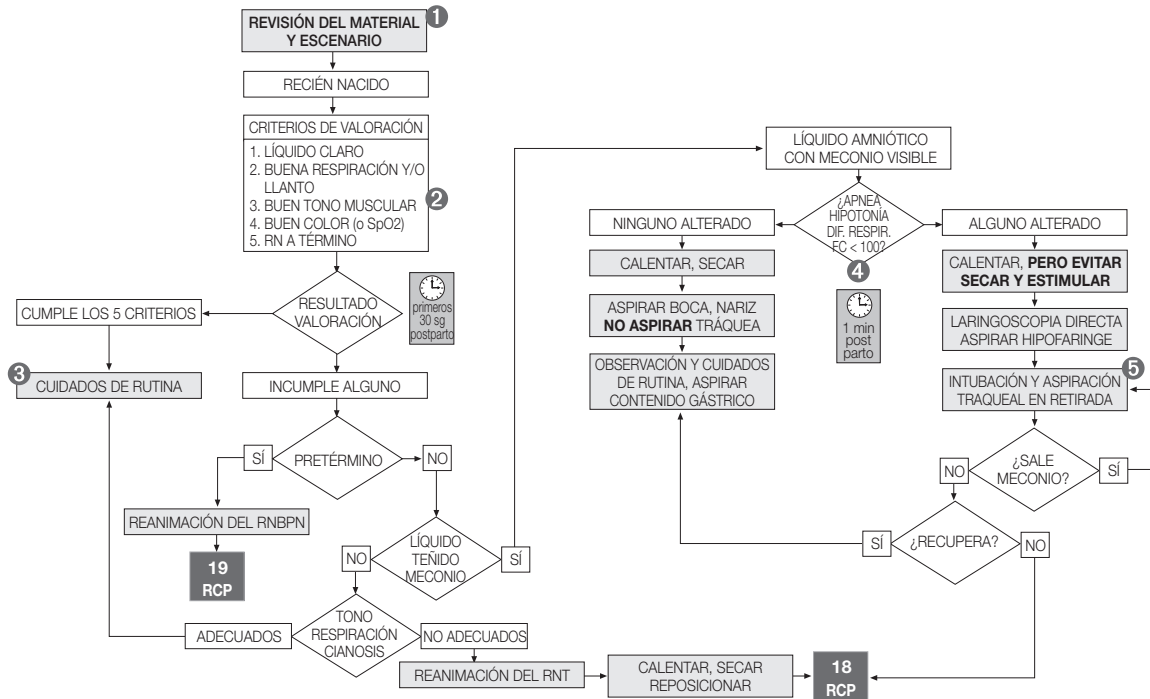 REVISIÓN DEL MATERIAL
Y ESCENARIO
1
RECIÉN NACIDO
CRITERIOS DE VALORACIÓN
1. LÍQUIDO CLARO
2. BUENA RESPIRACIÓN Y/O
LLANTO
3. BUEN TONO MUSCULAR
4. BUEN COLOR (o SpO2)
5. RN A TÉRMINO
2
RESULTADO
VALORACIÓN
primeros
30 sg
postparto
CUMPLE LOS 5 CRITERIOS
3
CUIDADOS DE RUTINA
INCUMPLE ALGUNO
SÍ
PRETÉRMINO
NO
REANIMACIÓN DEL RNBPN
19
RCP
NO
LÍQUIDO
TEÑIDO
MECONIO
SÍ
ADECUADOS
TONO
RESPIRACIÓN
CIANOSIS
NO ADECUADOS
REANIMACIÓN DEL RNT
CALENTAR, SECAR
REPOSICIONAR
18
RCP
LÍQUIDO AMNIÓTICO
CON MECONIO VISIBLE
¿APNEA
HIPOTONÍA
DIF. RESPIR.
FC < 100?
4
1 min
post
parto
NINGUNO ALTERADO
CALENTAR, SECAR
ASPIRAR BOCA, NARIZ
NO ASPIRAR TRÁQUEA
OBSERVACIÓN Y CUIDADOS
DE RUTINA, ASPIRAR
CONTENIDO GÁSTRICO
ALGUNO ALTERADO
CALENTAR, PERO EVITAR
SECAR Y ESTIMULAR
LARINGOSCOPIA DIRECTA
ASPIRAR HIPOFARINGE
5
INTUBACIÓN Y ASPIRACIÓN
TRAQUEAL EN RETIRADA
NO
¿SALE
MECONIO?
SÍ
SÍ
¿RECUPERA?
NO